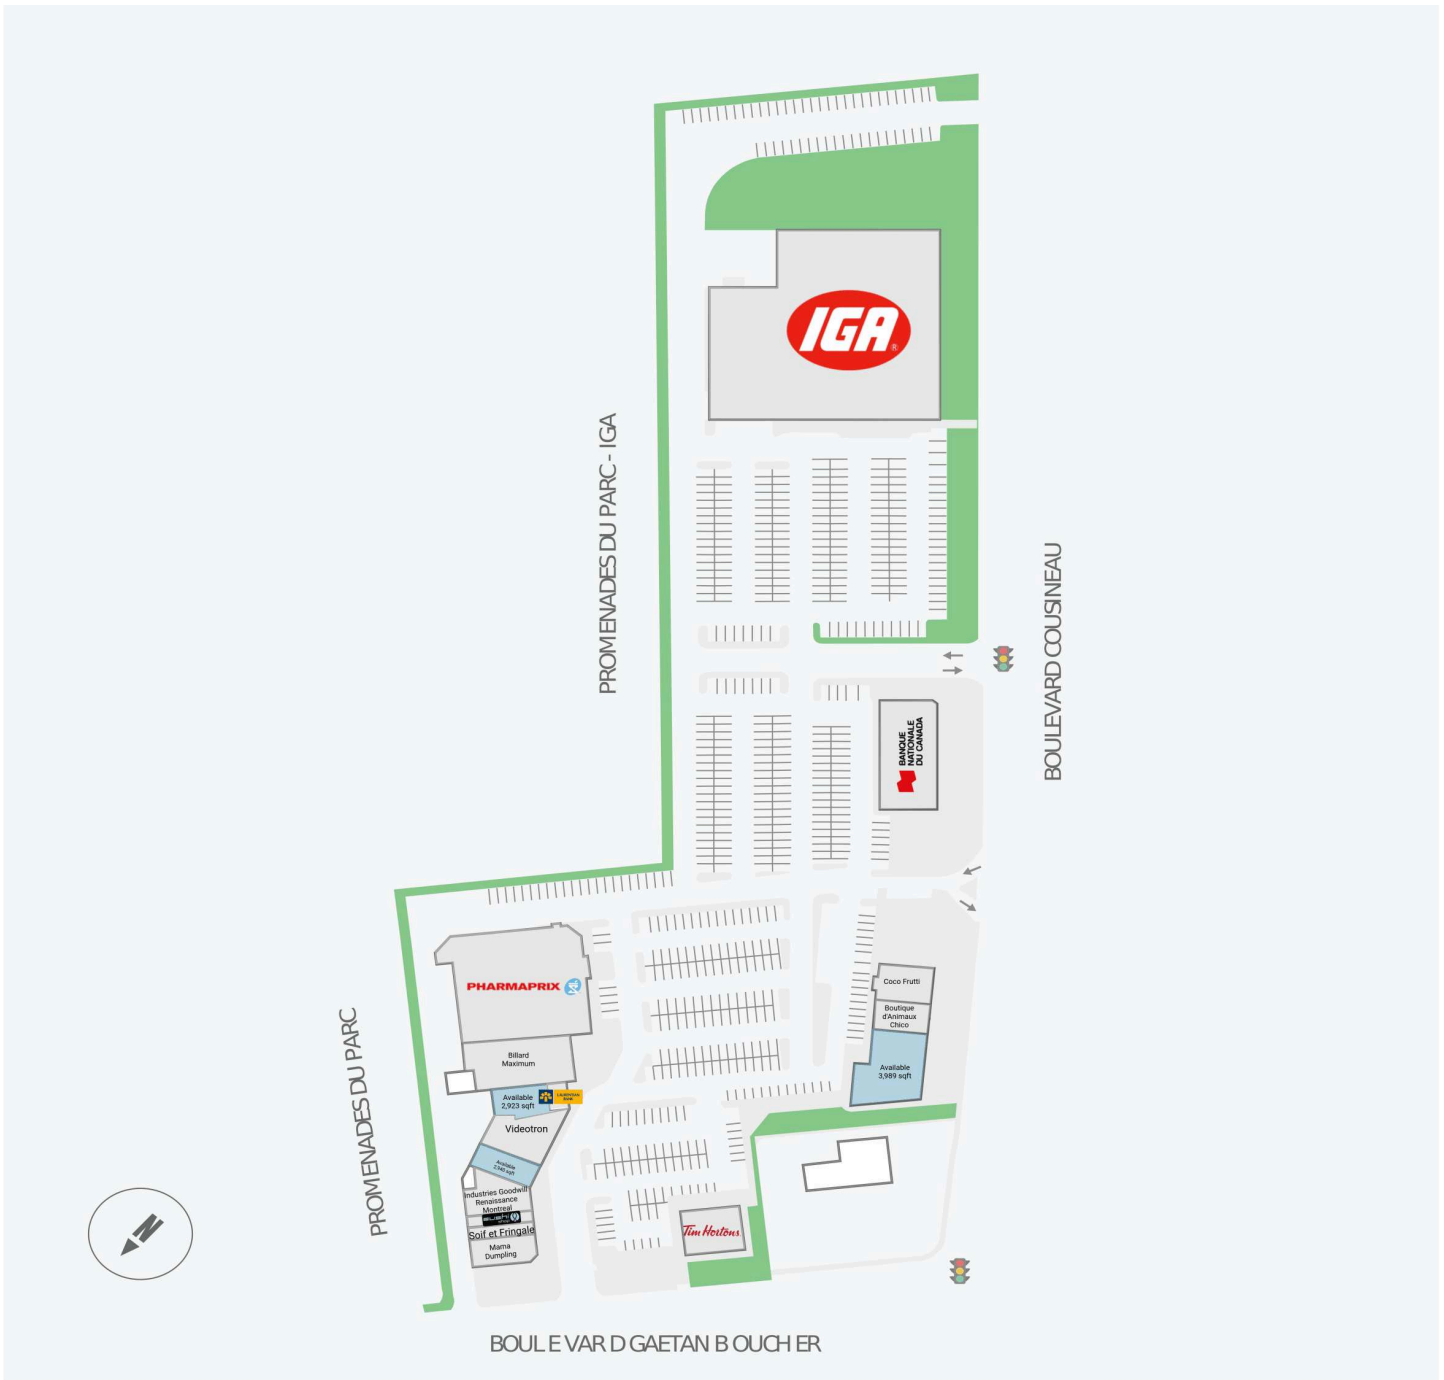 IGA
®
PROMENADES DU PARC - IGA
BOULEVARD COUSINEAU
BANQUE
NATIONALE
DU CANADA
PHARMAPRIX
Coco Frutti
Boutique
d'Animaux
Chico
Billard
Maximum
Available
3,989 sqft
Available
2,923 sqft
Videotron
Available
PROMENADES DU PARC
Industries Goodwill
Renaissance
Montreal
Soif et Fringale
Mama
Dumpling
Tim Hortons
N
BOULEVARD GAETAN BOUCHER